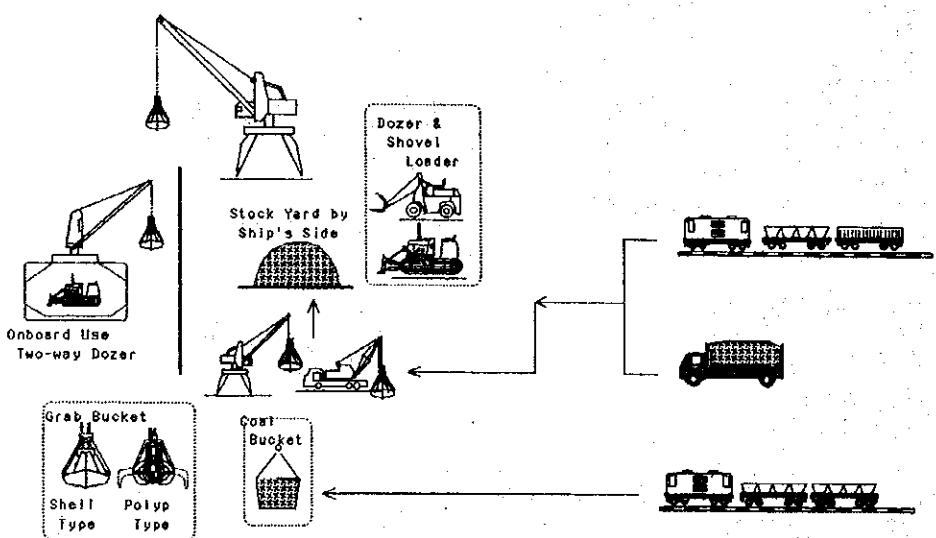 Dozer &
Shovel
Loader
Stock Yard by
Ship's Side
Onboard Use
Two-way Dozer
Grab Bucket
Shell
Type
Polyp
Type
Coal
Bucket